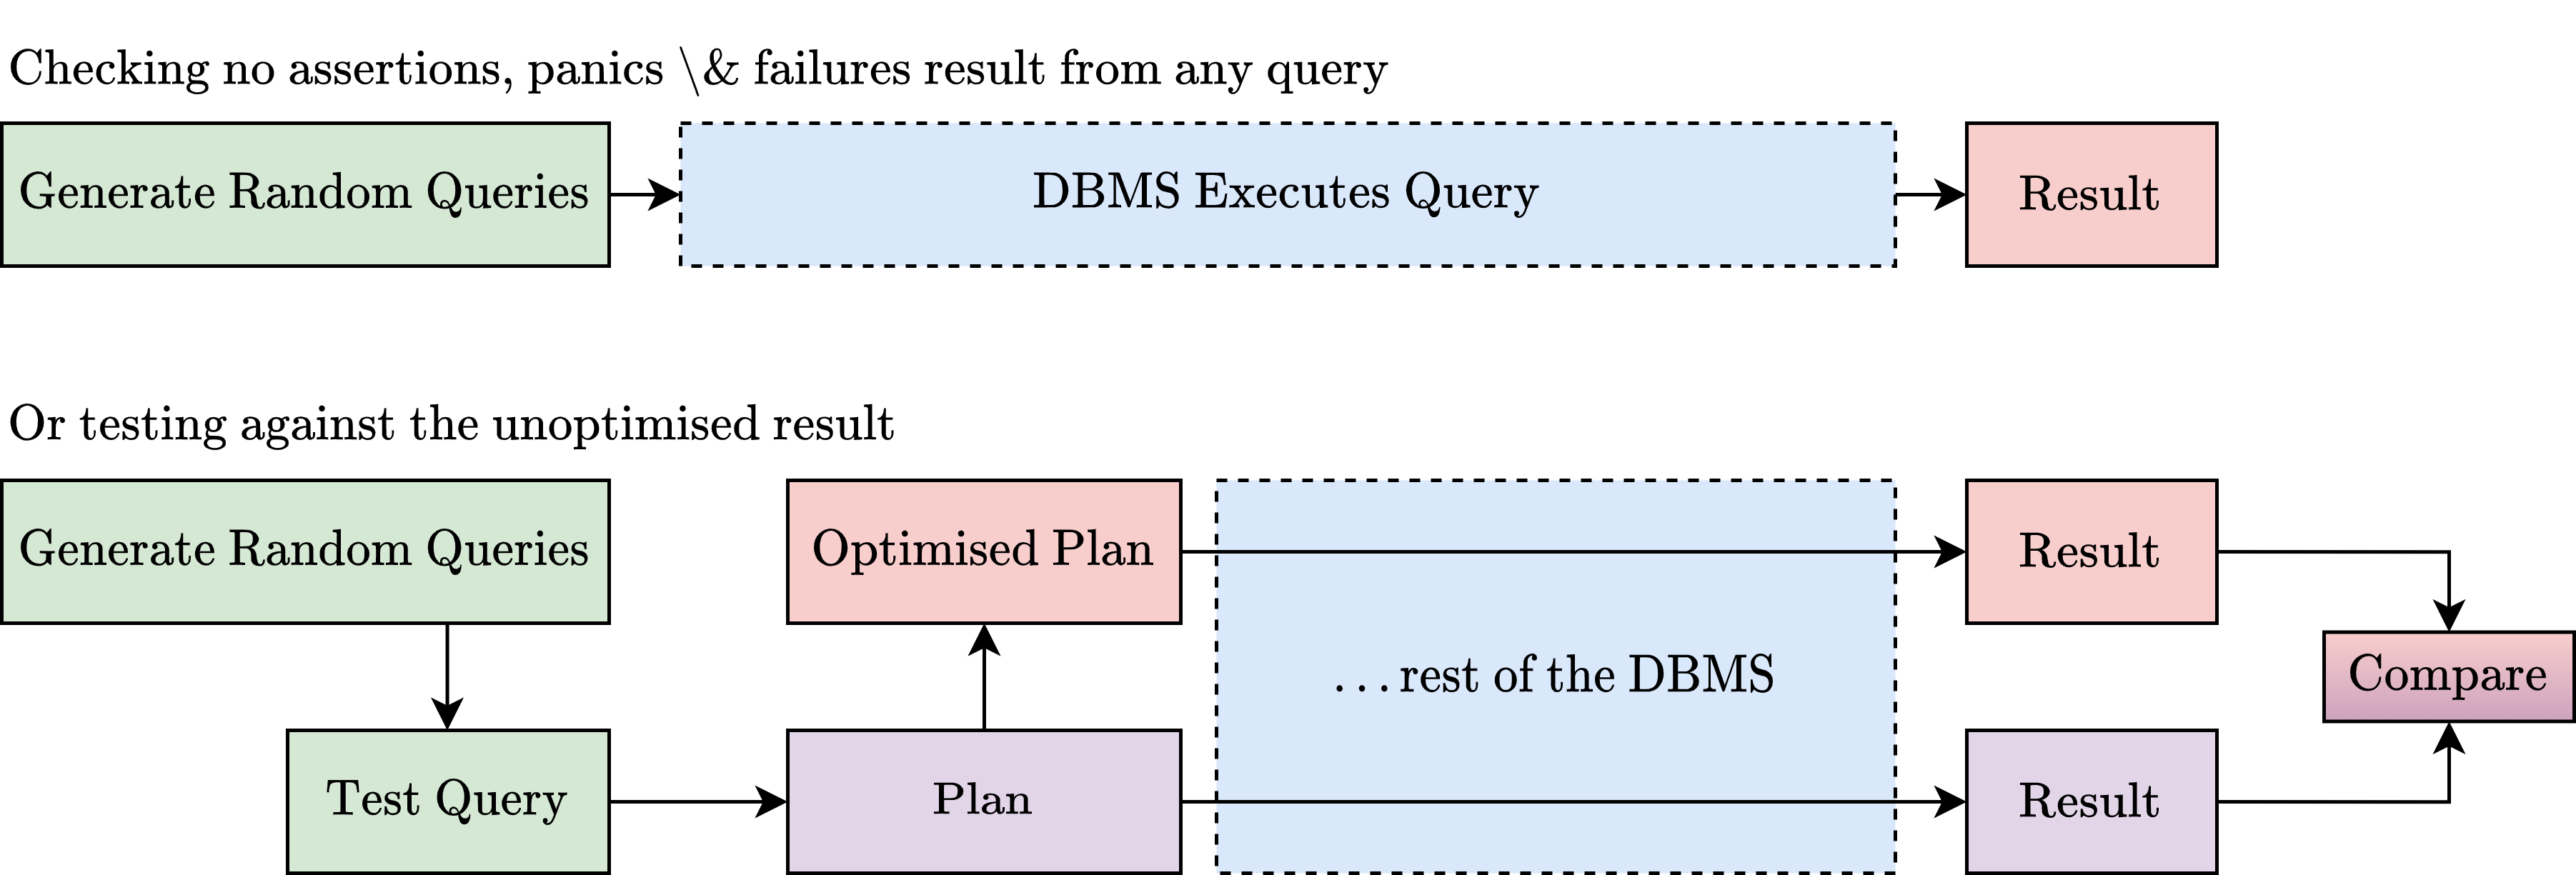 Checking no assertions, panics \& failures result from any query
Generate Random Queries
DBMS Executes Query
Result
Or testing against the unoptimised result
Generate Random Queries
Optimised Plan
Result
...rest of the DBMS
Compare
Test Query
Plan
Result